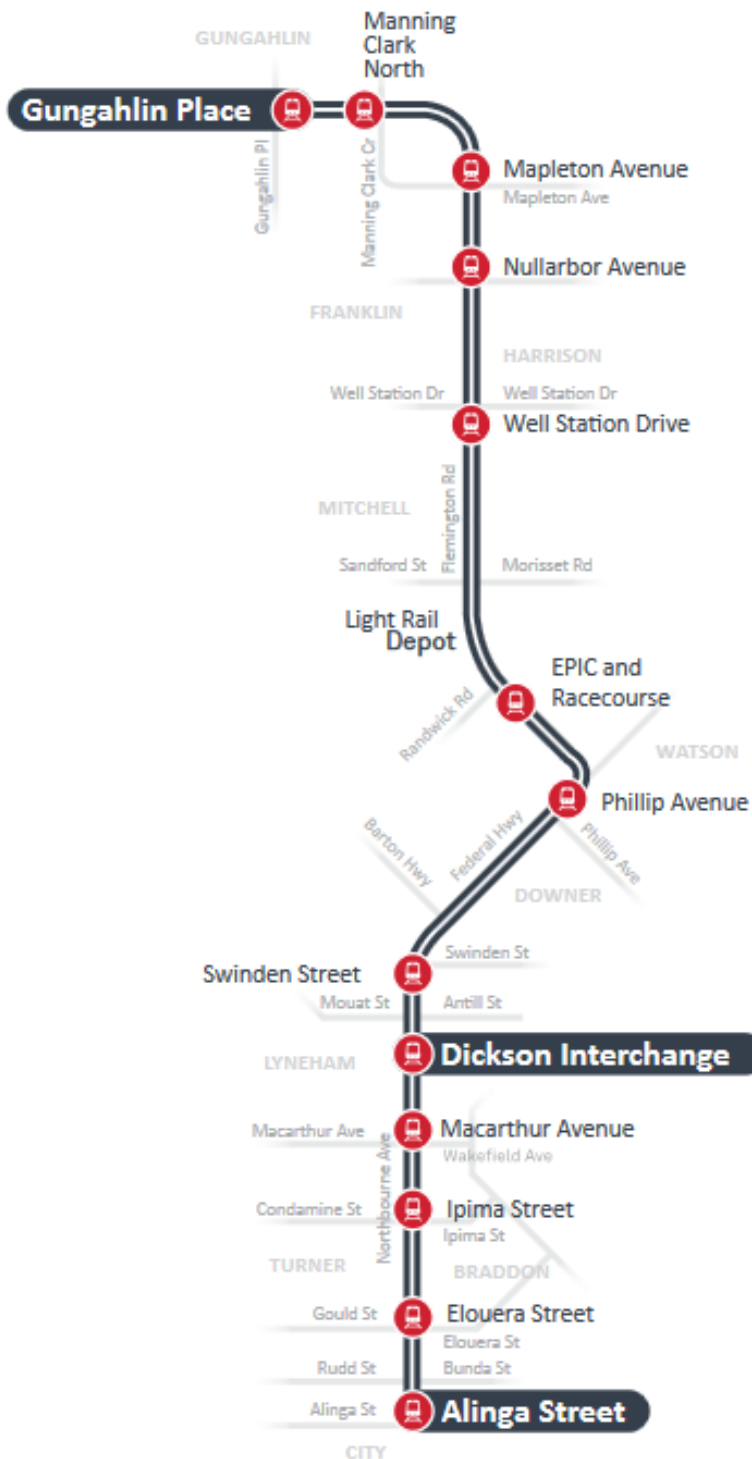 Manning
Clark
North
GUNGAHLIN
Gungahlin Place
Gungahlin Pl
Manning Clark Cr
Mapleton Avenue
Mapleton Ave
Nullarbor Avenue
FRANKLIN
HARRISON
Well Station Dr
Well Station Dr
Well Station Drive
Flemington Rd
MITCHELL
Sandford St
Morisset Rd
Light Rail
Depot
EPIC and
Racecourse
Randwick Rd
WATSON
Phillip Avenue
Phillip Ave
Federal Hwy
Barton Hwy
DOWNER
Swinden St
Swinden Street
Mouat St
Antill St
Dickson Interchange
LYNEHAM
Macarthur Ave
Macarthur Avenue
Wakefield Ave
Northbourne Ave
Condamine St
Ipima Street
Ipima St
TURNER
BRADDON
Gould St
Elouera Street
Elouera St
Rudd St
Bunda St
Alinga St
Alinga Street
CITY